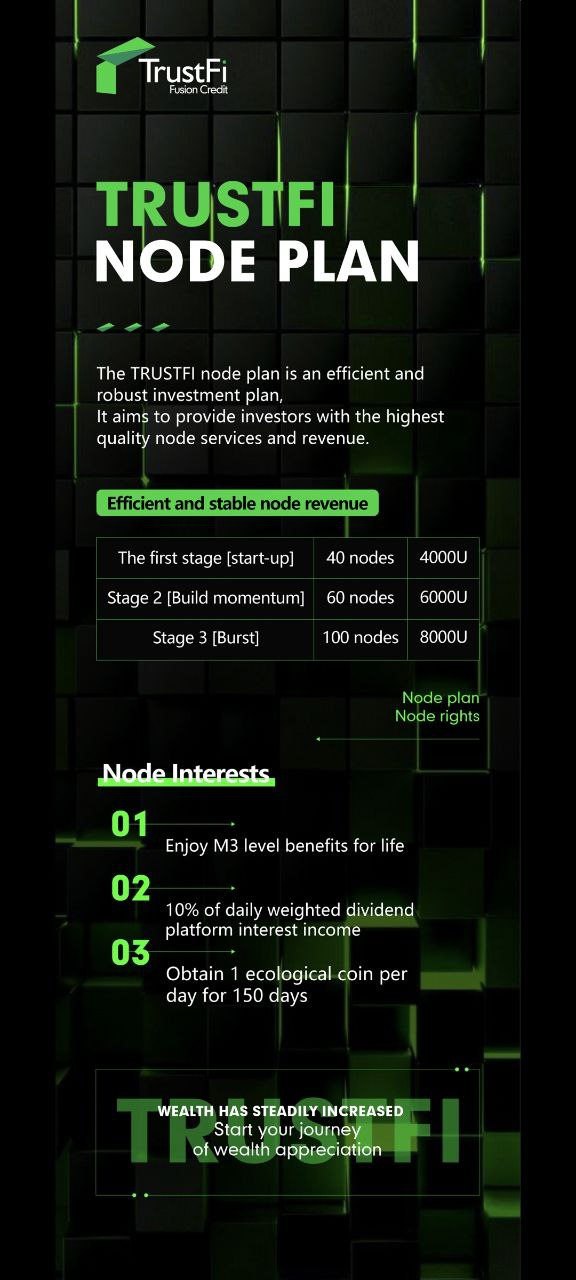 TrustFi
Fusion Credit
TRUSTFI
NODE PLAN
The TRUSTFI node plan is an efficient and
robust investment plan,
It aims to provide investors with the highest
quality node services and revenue.
Efficient and stable node revenue
The first stage [start-up] 40 nodes 4000U
Stage 2 [Build momentum] 60 nodes 6000U
Stage 3 [Burst] 100 nodes 8000U
Node plan
Node rights
Node Interests
01
Enjoy M3 level benefits for life
02
10% of daily weighted dividend
platform interest income
03
Obtain 1 ecological coin per
day for 150 days
TRUSTFI
WEALTH HAS STEADILY INCREASED
Start your journey
of wealth appreciation